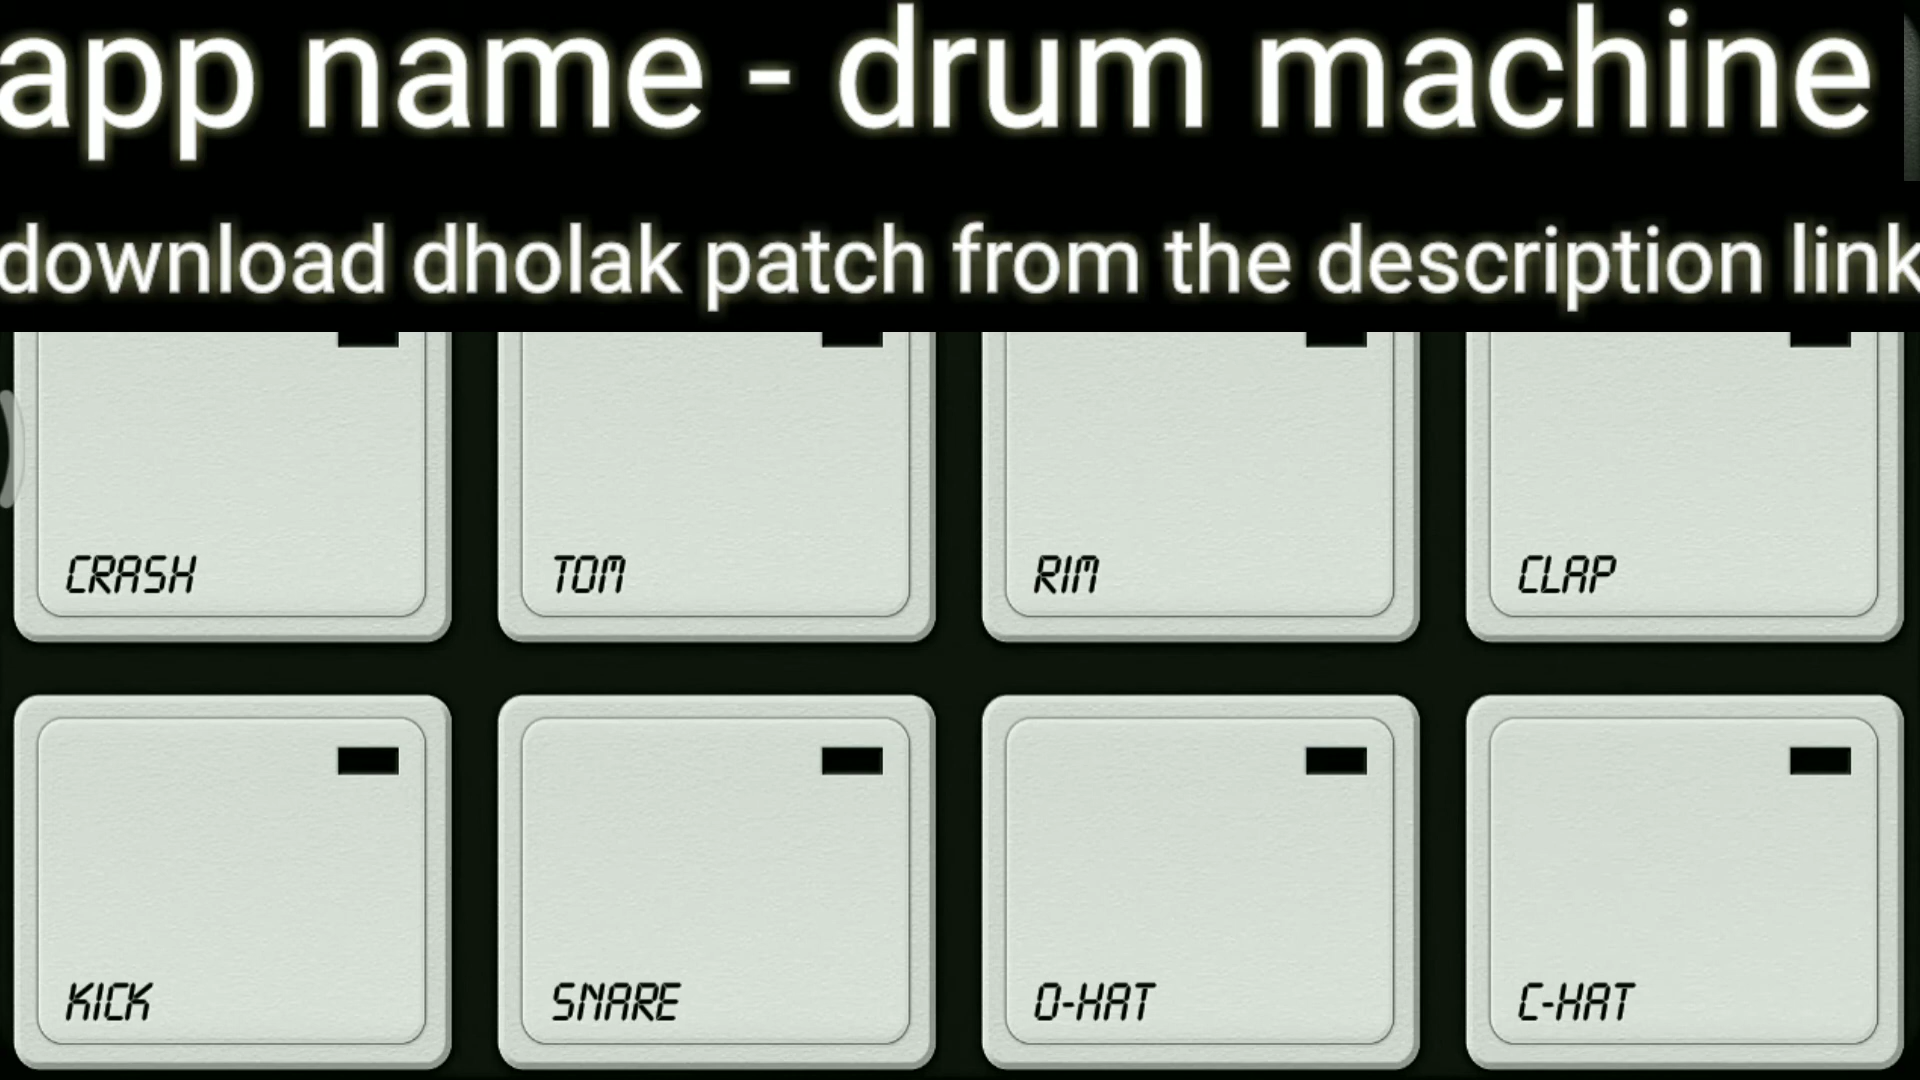 app name - drum machine
download dholak patch from the description link
CRASH TOM RIM CLAP
KICK SNARE O-HAT C-HAT